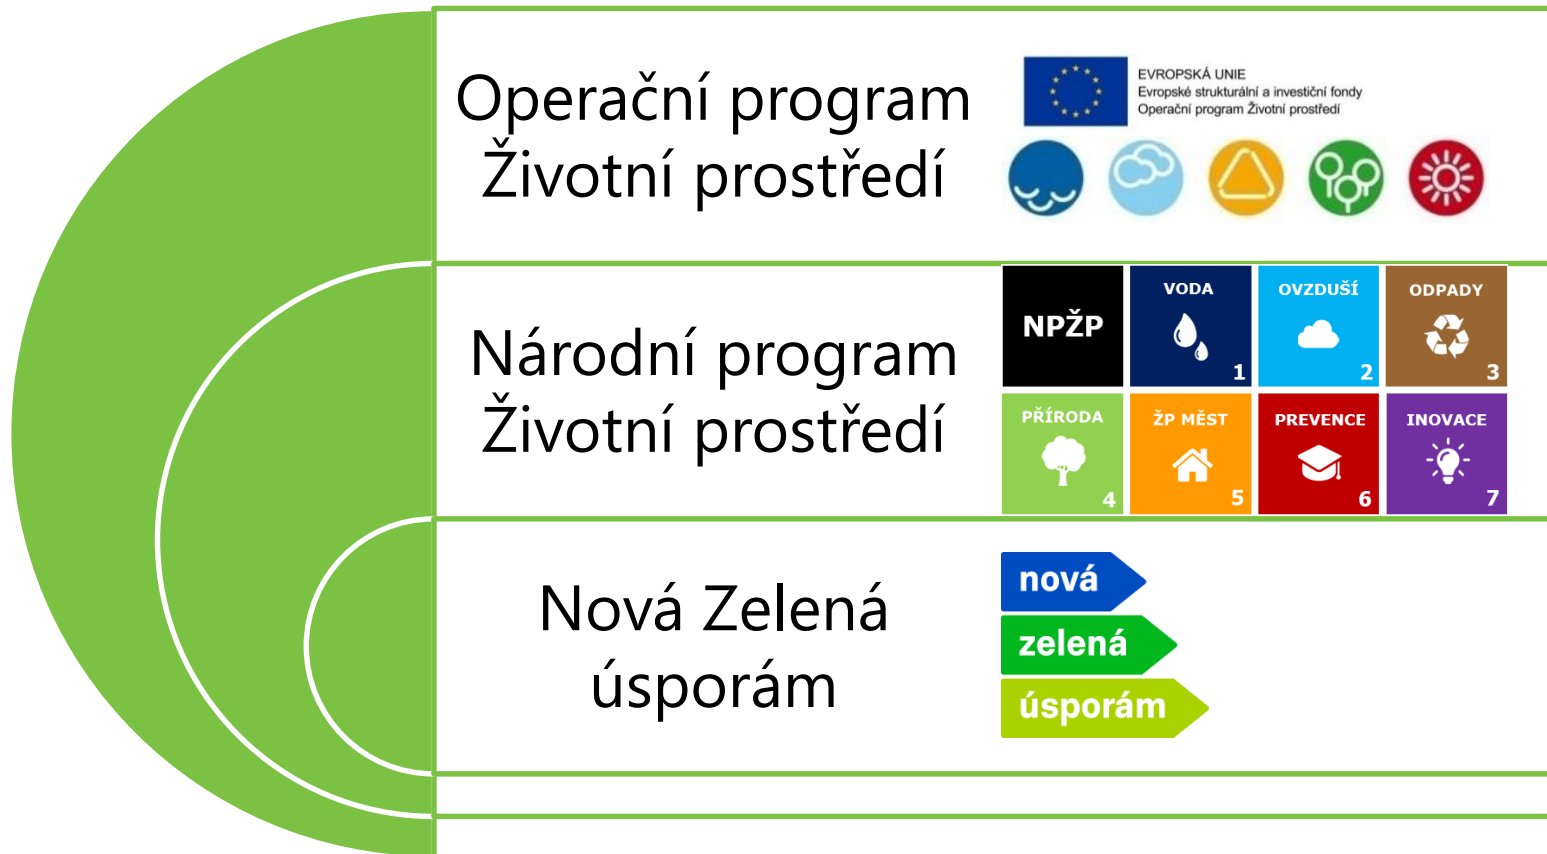 Operační program
Životní prostředí
EVROPSKÁ UNIE
Evropské strukturální a investiční fondy
Operační program Životní prostředí
Národní program
Životní prostředí
NPŽP
VODA
1
OVZDUŠÍ
2
ODPADY
3
PŘÍRODA
4
ŽP MĚST
5
PREVENCE
6
INOVACE
7
Nová Zelená
úsporám
nová
zelená
úsporám